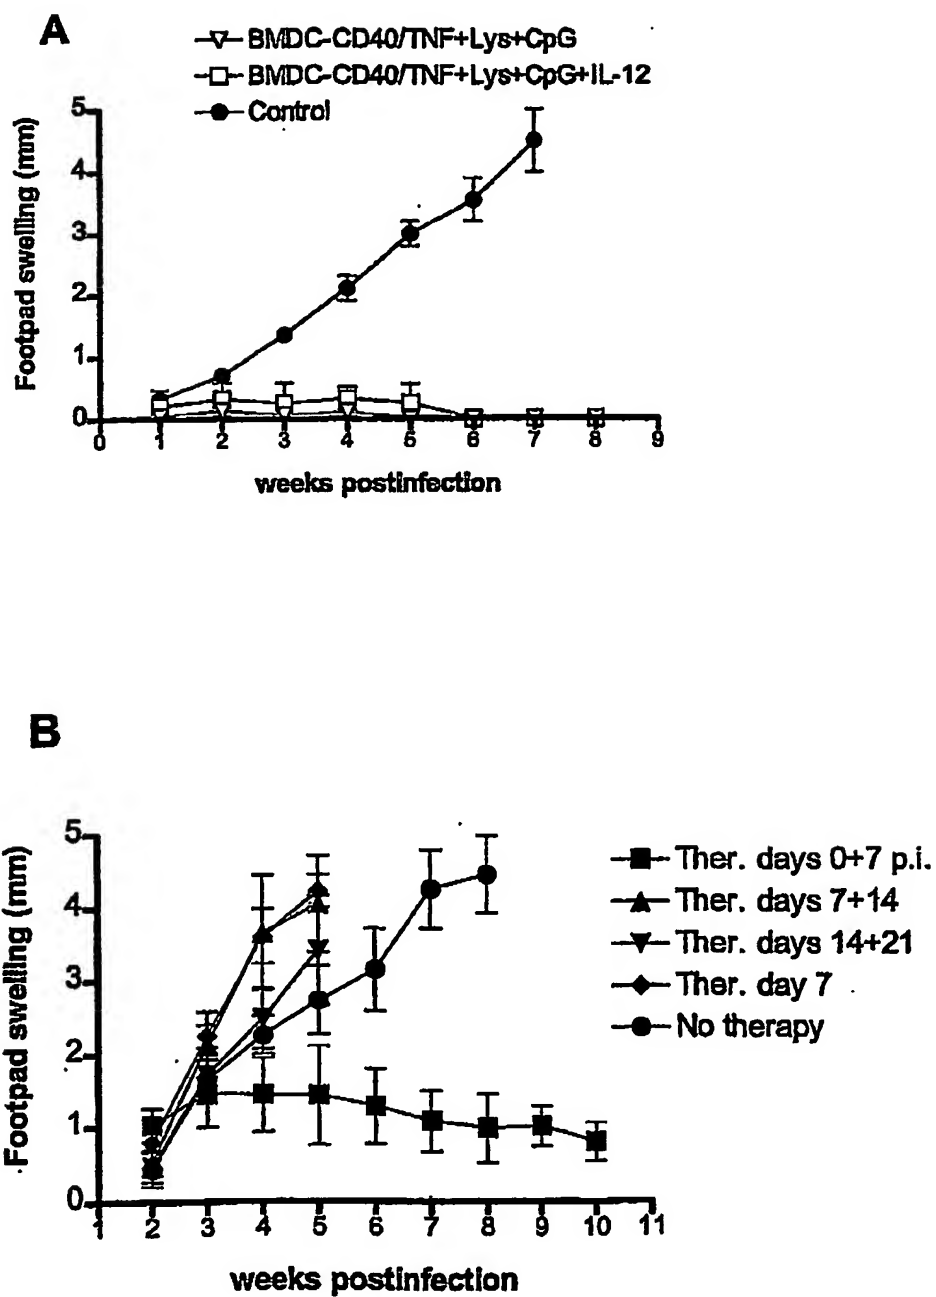 A
BMDC-CD40/TNF+Lys+CpG
BMDC-CD40/TNF+Lys+CpG+IL-12
Control
Footpad swelling (mm)
5
4
3
2
1
0
0 1 2 3 4 5 6 7 8 9
weeks postinfection
B
Footpad swelling (mm)
5
4
3
2
1
0
1 2 3 4 5 6 7 8 9 10 11
weeks postinfection
Ther. days 0+7 p.i.
Ther. days 7+14
Ther. days 14+21
Ther. day 7
No therapy